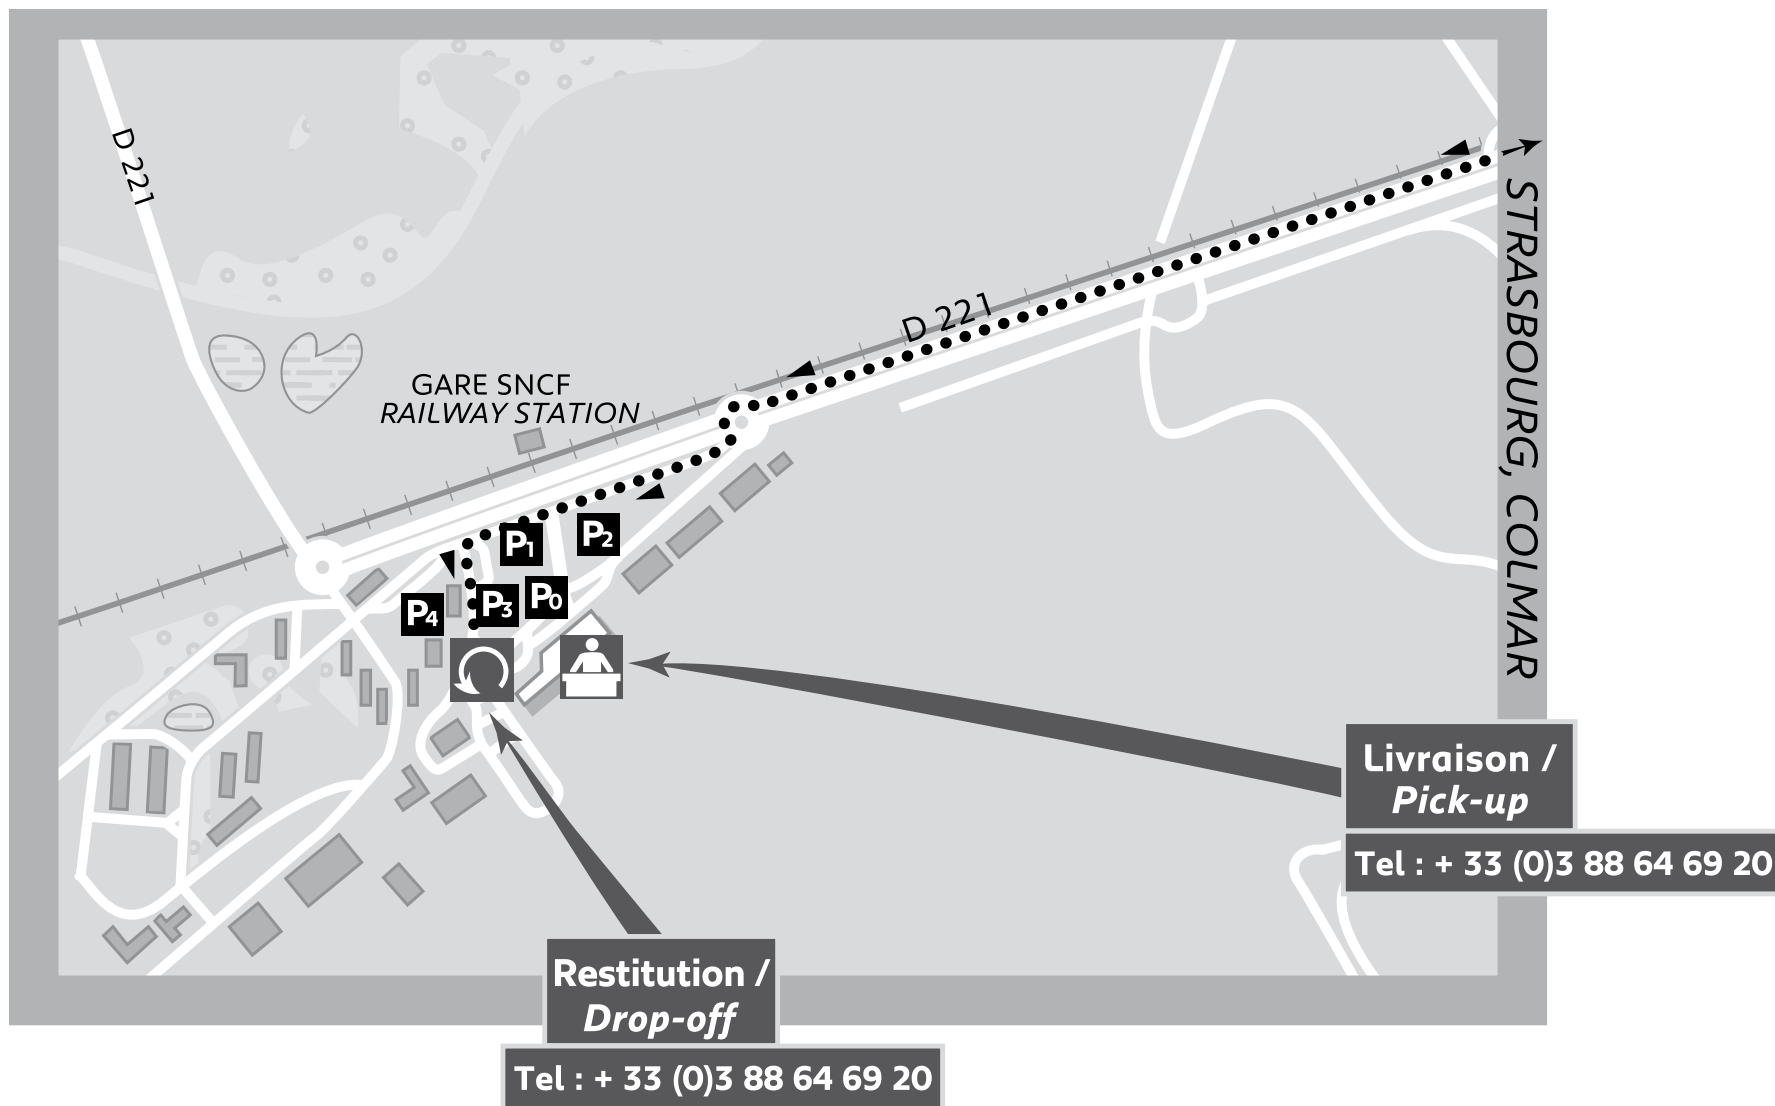 D 221
D 221
GARE SNCF
RAILWAY STATION
STRASBOURG, COLMAR
P1
P2
P3
P0
P4
Livraison /
Pick-up
Tel : + 33 (0)3 88 64 69 20
Restitution /
Drop-off
Tel : + 33 (0)3 88 64 69 20